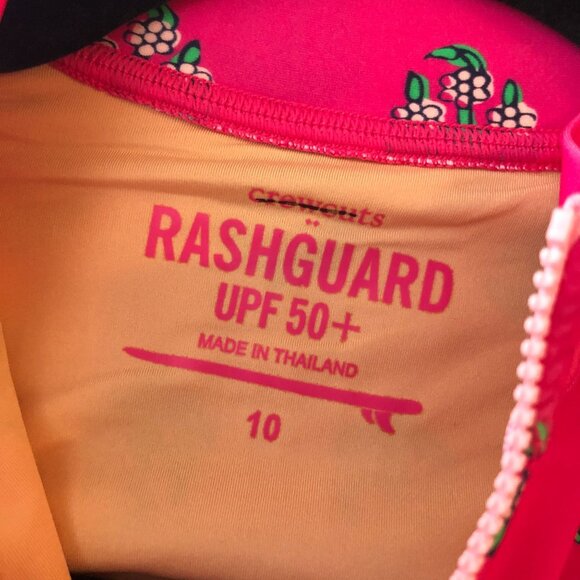 crewcuts
RASHGUARD
UPF 50+
MADE IN THAILAND
10